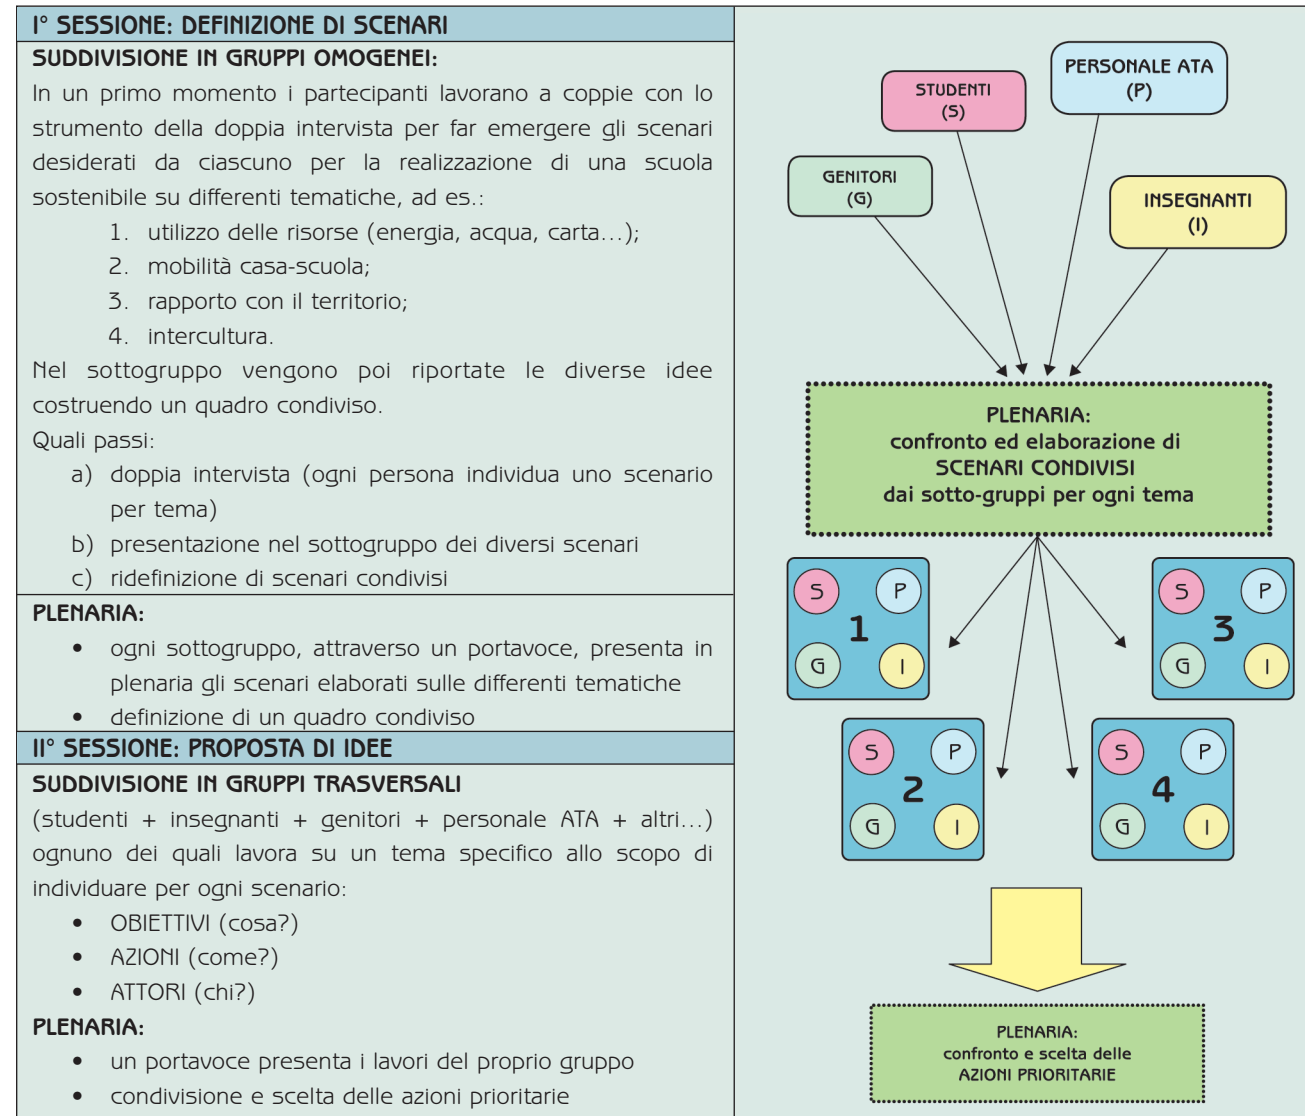 I° SESSIONE: DEFINIZIONE DI SCENARI
SUDDIVISIONE IN GRUPPI OMOGENEI:
In un primo momento i partecipanti lavorano a coppie con lo
strumento della doppia intervista per far emergere gli scenari
desiderati da ciascuno per la realizzazione di una scuola
sostenibile su differenti tematiche, ad es.:
1. utilizzo delle risorse (energia, acqua, carta…);
2. mobilità casa-scuola;
3. rapporto con il territorio;
4. intercultura.
Nel sottogruppo vengono poi riportate le diverse idee
costruendo un quadro condiviso.
Quali passi:
a) doppia intervista (ogni persona individua uno scenario
per tema)
b) presentazione nel sottogruppo dei diversi scenari
c) ridefinizione di scenari condivisi
PLENARIA:
• ogni sottogruppo, attraverso un portavoce, presenta in
plenaria gli scenari elaborati sulle differenti tematiche
• definizione di un quadro condiviso
II° SESSIONE: PROPOSTA DI IDEE
SUDDIVISIONE IN GRUPPI TRASVERSALI
(studenti + insegnanti + genitori + personale ATA + altri…)
ognuno dei quali lavora su un tema specifico allo scopo di
individuare per ogni scenario:
• OBIETTIVI (cosa?)
• AZIONI (come?)
• ATTORI (chi?)
PLENARIA:
• un portavoce presenta i lavori del proprio gruppo
• condivisione e scelta delle azioni prioritarie
PERSONALE ATA
(P)
STUDENTI
(S)
GENITORI
(G)
INSEGNANTI
(I)
PLENARIA:
confronto ed elaborazione di
SCENARI CONDIVISI
dai sotto-gruppi per ogni tema
S P
1
G I
S P
3
G I
S P
2
G I
S P
4
G I
PLENARIA:
confronto e scelta delle
AZIONI PRIORITARIE